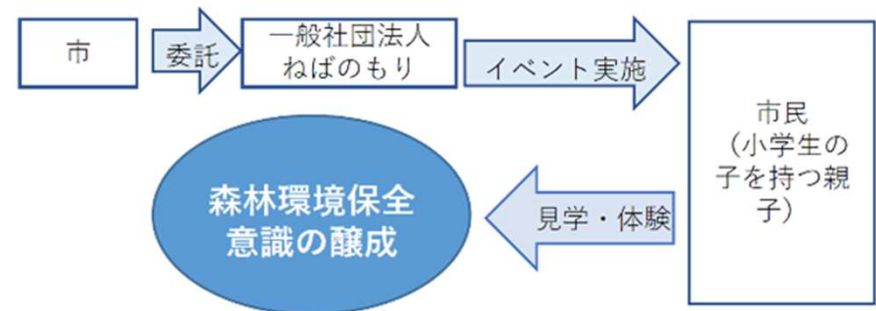 市
委託
一般社団法人
ねばのもり
イベント実施
市民
（小学生の
子を持つ親
子）
見学・体験
森林環境保全
意識の醸成